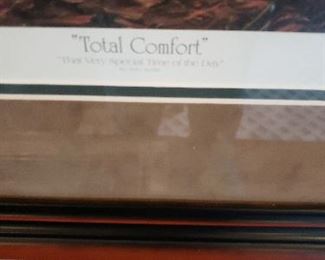 "Total Comfort"
"That Very Special Time of the Day"